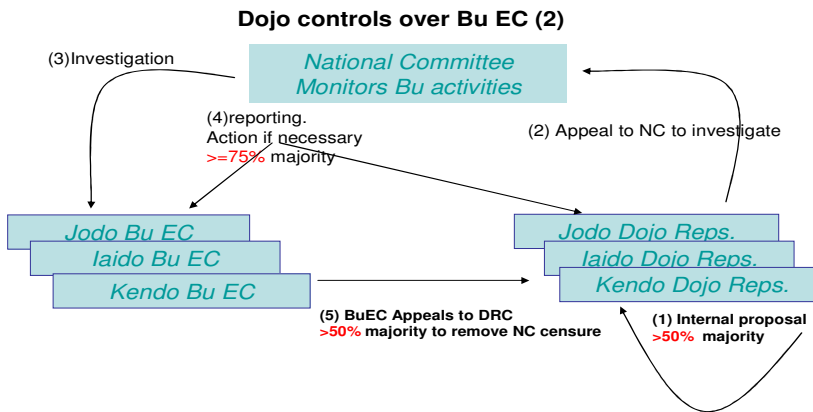 Dojo controls over Bu EC (2)
(3)Investigation
National Committee
Monitors Bu activities
(4)reporting.
Action if necessary
>=75% majority
(2) Appeal to NC to investigate
Jodo Bu EC
Iaido Bu EC
Kendo Bu EC
Jodo Dojo Reps.
Iaido Dojo Reps.
Kendo Dojo Reps.
(5) BuEC Appeals to DRC
>50% majority to remove NC censure
(1) Internal proposal
>50% majority